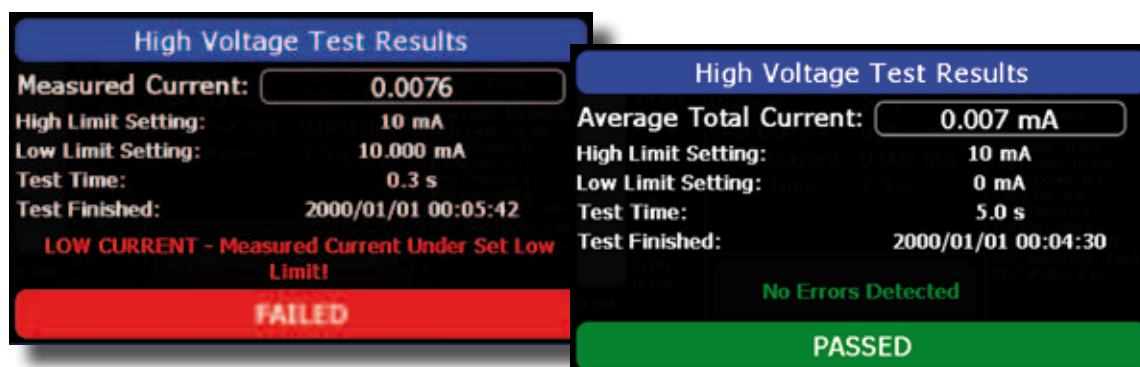 High Voltage Test Results
Measured Current: 0.0076
High Limit Setting: 10 mA
Low Limit Setting: 10.000 mA
Test Time: 0.3 s
Test Finished: 2000/01/01 00:05:42
LOW CURRENT - Measured Current Under Set Low
Limit!
FAILED
High Voltage Test Results
Average Total Current: 0.007 mA
High Limit Setting: 10 mA
Low Limit Setting: 0 mA
Test Time: 5.0 s
Test Finished: 2000/01/01 00:04:30
No Errors Detected
PASSED